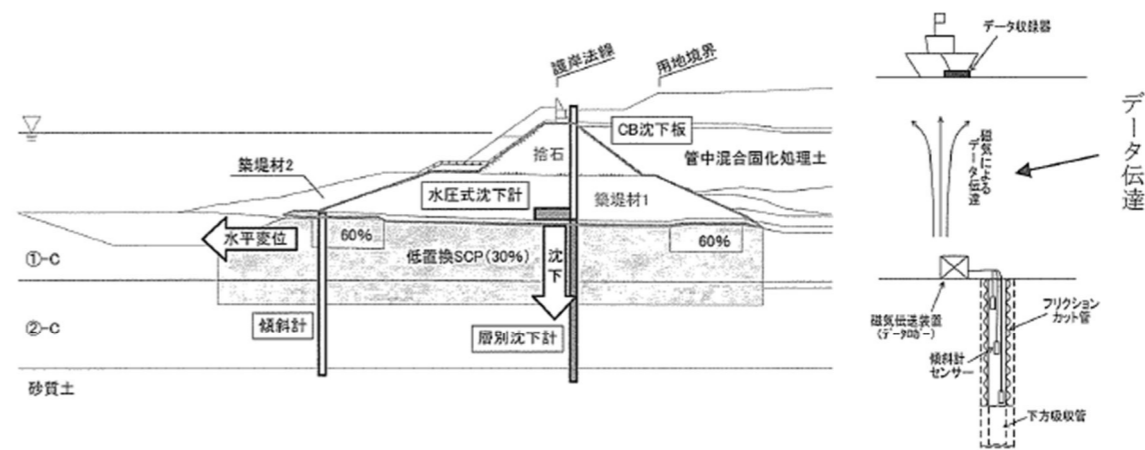 護岸法線
用地境界
CB沈下板
捨石
管中混合固化処理土
築堤材2
水圧式沈下計
築堤材1
水平変位
60%
低置換SCP(30%)
沈下
60%
①-C
②-C
傾斜計
層別沈下計
砂質土
データ収録器
磁気による
データ伝達
データ伝達
磁気伝送装置
(データロガー)
フリクション
カット管
傾斜計
センサー
下方吸収管